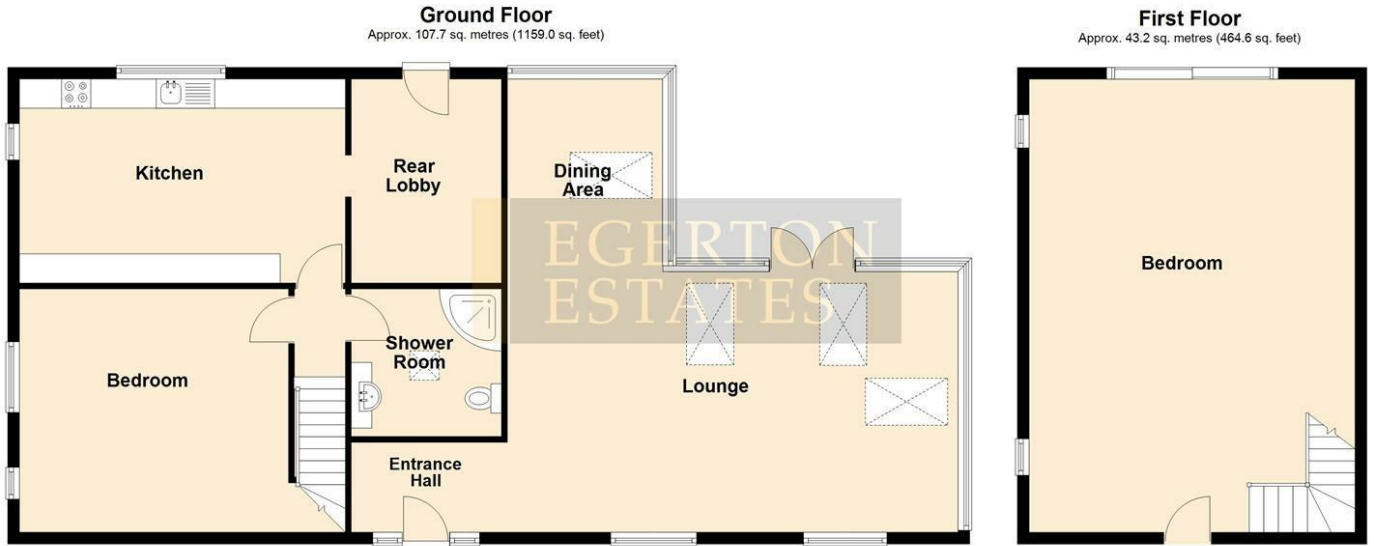 Ground Floor
Approx. 107.7 sq. metres (1159.0 sq. feet)
First Floor
Approx. 43.2 sq. metres (464.6 sq. feet)
Kitchen
Rear
Lobby
Dining
Area
EGERTON
ESTATES
Bedroom
Shower
Room
Bedroom
Lounge
Entrance
Hall